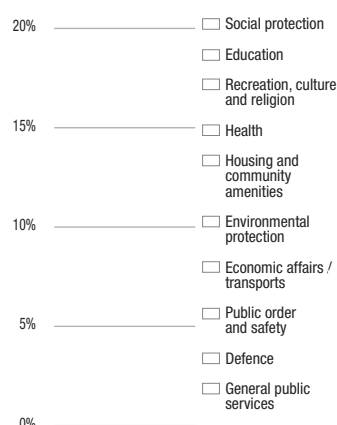 20%
Social protection
Education
Recreation, culture
and religion
15%
Health
Housing and
community
amenities
10%
Environmental
protection
Economic affairs /
transports
5%
Public order
and safety
Defence
General public
services
0%